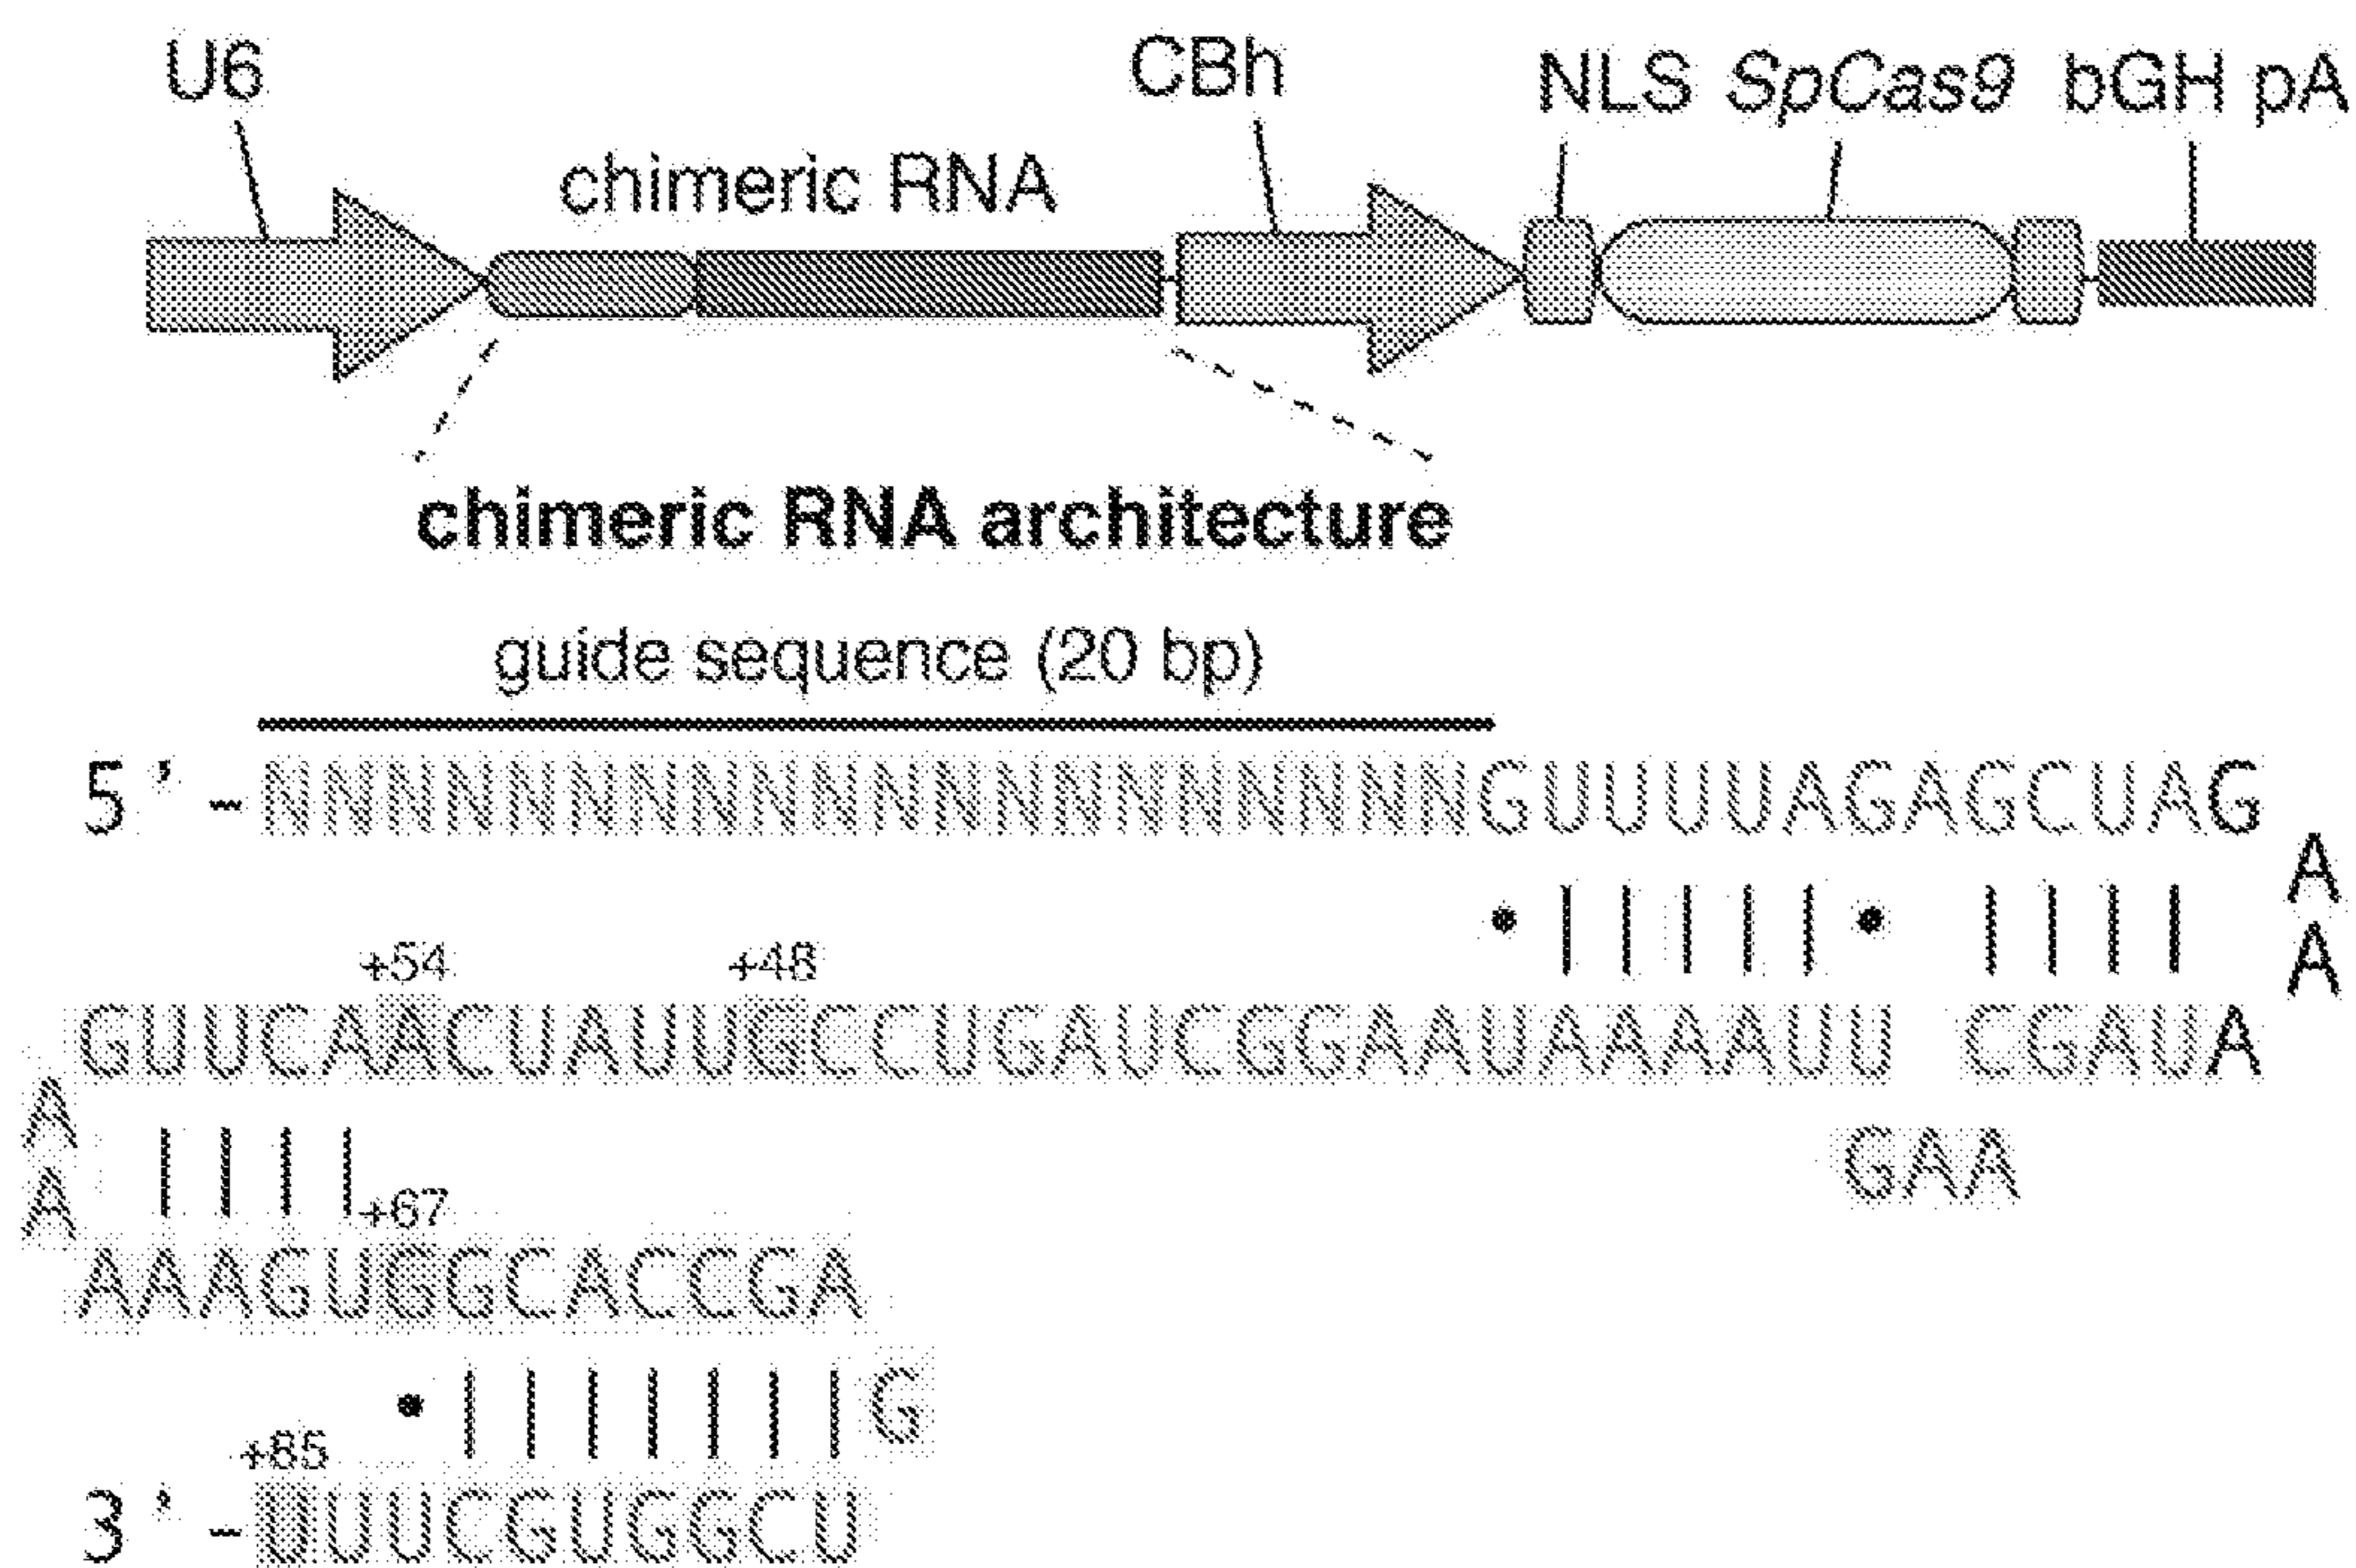 U6 CBh NLS SpCas9 bGH pA
chimeric RNA
chimeric RNA architecture
guide sequence (20 bp)
5'-NNNNNNNNNNNNNNNNNNNNGUUUUAGAGCUAG
A
A
+54 +48
GUUCAACUAUUGCCUGAUCGGAAUAAAAUU CGAUA
A
GAA
A
+67
AAAGUGGCACCGA
G
+85
3'-UUUCGUGGCU